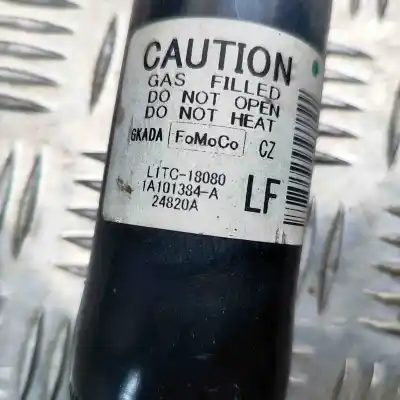 CAUTION
GAS FILLED
DO NOT OPEN
DO NOT HEAT
GKADA FoMoCo CZ
L1TC-18080
1A101384-A
24820A LF